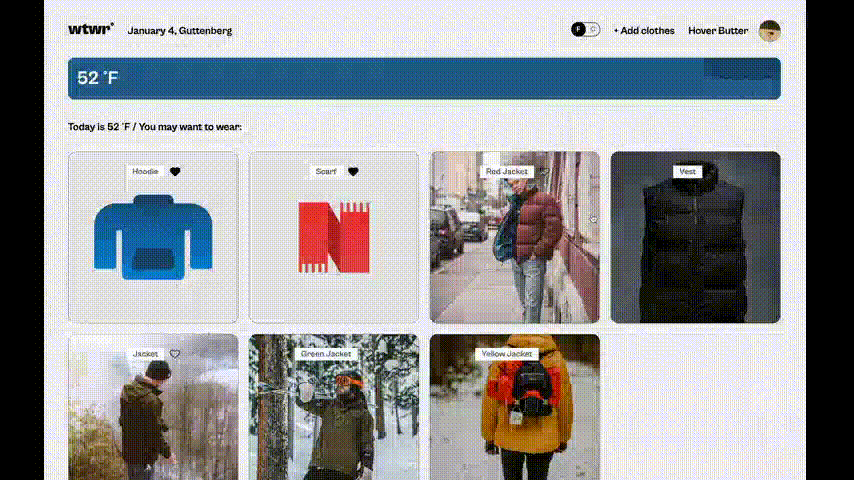 wtwr°
January 4, Guttenberg
F C
+ Add clothes
Hover Butter
52 °F
Today is 52 °F / You may want to wear:
Hoodie
Scarf
Red Jacket
Vest
Jacket
Green Jacket
Yellow Jacket